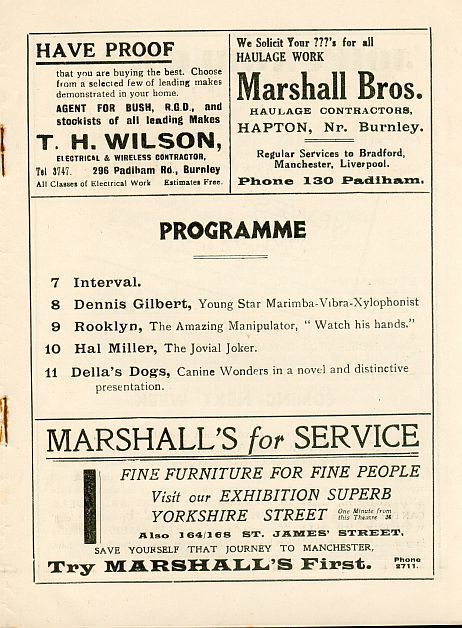 HAVE PROOF
that you are buying the best. Choose
from a selected few of leading makes
demonstrated in your home.
AGENT FOR BUSH, R.G.D., and
stockists of all leading Makes
T. H. WILSON,
ELECTRICAL & WIRELESS CONTRACTOR,
Tel 3747. 296 Padiham Rd., Burnley
All Classes of Electrical Work Estimates Free.
We Solicit Your ???'s for all
HAULAGE WORK
Marshall Bros.
HAULAGE CONTRACTORS,
HAPTON, Nr. Burnley.
Regular Services to Bradford,
Manchester, Liverpool.
Phone 130 Padiham.
PROGRAMME
7 Interval.
8 Dennis Gilbert, Young Star Marimba-Vibra-Xylophonist
9 Rooklyn, The Amazing Manipulator, "Watch his hands."
10 Hal Miller, The Jovial Joker.
11 Della's Dogs, Canine Wonders in a novel and distinctive
presentation.
MARSHALL'S for SERVICE
FINE FURNITURE FOR FINE PEOPLE
Visit our EXHIBITION SUPERB
YORKSHIRE STREET One Minute from
this Theatre
Also 164/168 ST. JAMES' STREET.
SAVE YOURSELF THAT JOURNEY TO MANCHESTER,
Try MARSHALL'S First. Phone
2711.